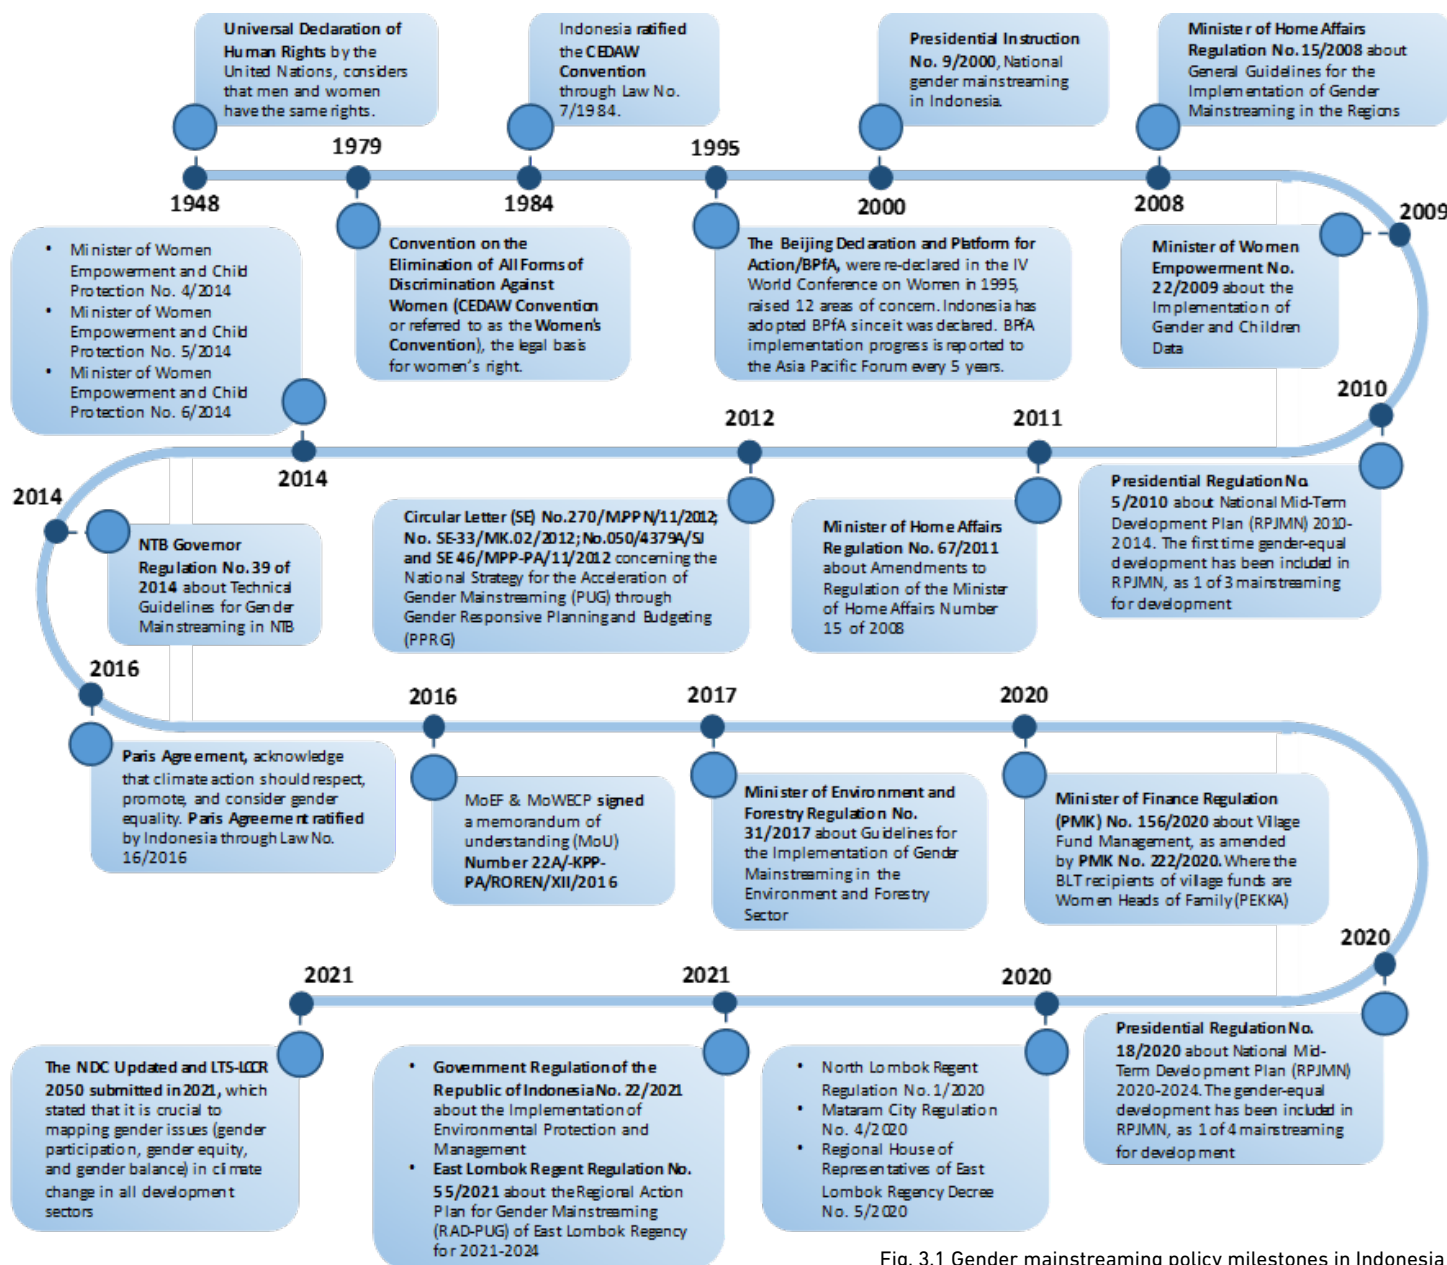 Universal Declaration of
Human Rights by the
United Nations, considers
that men and women
have the same rights.
1948
1979
Convention on the
Elimination of All Forms of
Discrimination Against
Women (CEDAW Convention
or referred to as the Women's
Convention), the legal basis
for women's right.
Indonesia ratified
the CEDAW
Convention
through Law No.
7/1984.
1984
1995
The Beijing Declaration and Platform for
Action/BPfA, were re-declared in the IV
World Conference on Women in 1995,
raised 12 areas of concern. Indonesia has
adopted BPfA since it was declared. BPfA
implementation progress is reported to
the Asia Pacific Forum every 5 years.
Presidential Instruction
No. 9/2000, National
gender mainstreaming
in Indonesia.
2000
Minister of Home Affairs
Regulation No. 15/2008 about
General Guidelines for the
Implementation of Gender
Mainstreaming in the Regions
2008
2009
Minister of Women
Empowerment No.
22/2009 about the
Implementation of
Gender and Children
Data
2010
Presidential Regulation No.
5/2010 about National Mid-Term
Development Plan (RPJMN) 2010-
2014. The first time gender-equal
development has been included in
RPJMN, as 1 of 3 mainstreaming
for development
2011
Minister of Home Affairs
Regulation No. 67/2011
about Amendments to
Regulation of the Minister
of Home Affairs Number
15 of 2008
2012
Circular Letter (SE) No.270/M.PPN/11/2012;
No. SE-33/MK.02/2012; No.050/4379A/SJ
and SE 46/MPP-PA/11/2012 concerning the
National Strategy for the Acceleration of
Gender Mainstreaming (PUG) through
Gender Responsive Planning and Budgeting
(PPRG)
• Minister of Women
Empowerment and Child
Protection No. 4/2014
• Minister of Women
Empowerment and Child
Protection No. 5/2014
• Minister of Women
Empowerment and Child
Protection No. 6/2014
2014
2014
NTB Governor
Regulation No. 39 of
2014 about Technical
Guidelines for Gender
Mainstreaming in NTB
2016
Paris Agreement, acknowledge
that climate action should respect,
promote, and consider gender
equality. Paris Agreement ratified
by Indonesia through Law No.
16/2016
2016
MoEF & MoWECP signed
a memorandum of
understanding (MoU)
Number 22A/-KPP-
PA/ROREN/XII/2016
2017
Minister of Environment and
Forestry Regulation No.
31/2017 about Guidelines for
the Implementation of Gender
Mainstreaming in the
Environment and Forestry
Sector
2020
Minister of Finance Regulation
(PMK) No. 156/2020 about Village
Fund Management, as amended
by PMK No. 222/2020. Where the
BLT recipients of village funds are
Women Heads of Family (PEKKA)
2020
Presidential Regulation No.
18/2020 about National Mid-
Term Development Plan (RPJMN)
2020-2024. The gender-equal
development has been included in
RPJMN, as 1 of 4 mainstreaming
for development
2020
• North Lombok Regent
Regulation No. 1/2020
• Mataram City Regulation
No. 4/2020
• Regional House of
Representatives of East
Lombok Regency Decree
No. 5/2020
2021
• Government Regulation of the
Republic of Indonesia No. 22/2021
about the Implementation of
Environmental Protection and
Management
• East Lombok Regent Regulation No.
55/2021 about the Regional Action
Plan for Gender Mainstreaming
(RAD-PUG) of East Lombok Regency
for 2021-2024
2021
The NDC Updated and LTS-LCCR
2050 submitted in 2021, which
stated that it is crucial to
mapping gender issues (gender
participation, gender equity,
and gender balance) in climate
change in all development
sectors
Fig. 3.1 Gender mainstreaming policy milestones in Indonesia